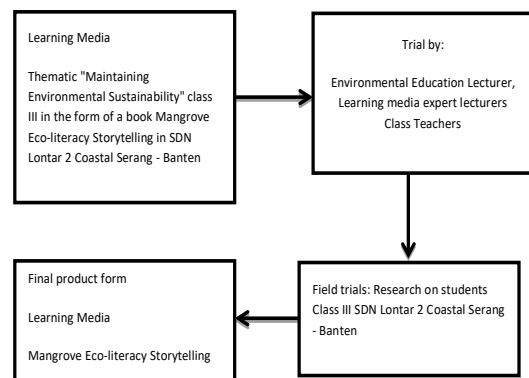 Learning Media
Thematic "Maintaining
Environmental Sustainability" class
III in the form of a book Mangrove
Eco-literacy Storytelling in SDN
Lontar 2 Coastal Serang - Banten
Trial by:
Environmental Education Lecturer,
Learning media expert lecturers
Class Teachers
Field trials: Research on students
Class III SDN Lontar 2 Coastal Serang
- Banten
Final product form
Learning Media
Mangrove Eco-literacy Storytelling